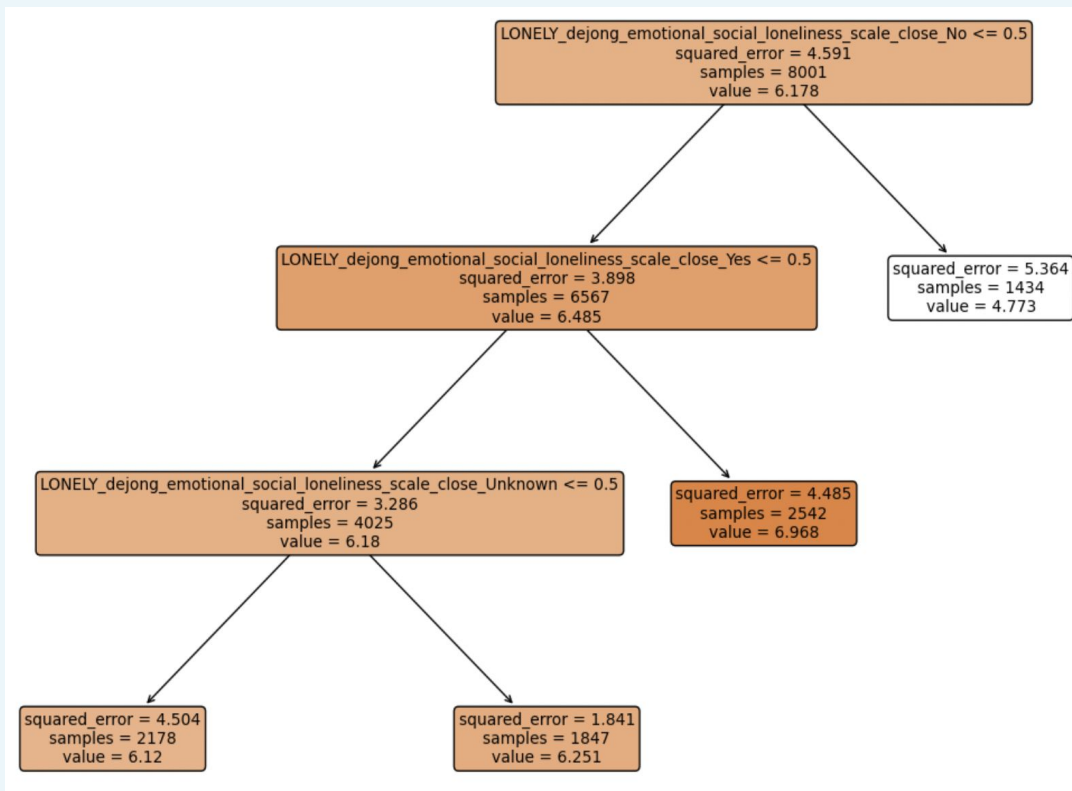 LONELY_dejong_emotional_social_loneliness_scale_close_No <= 0.5
squared_error = 4.591
samples = 8001
value = 6.178
LONELY_dejong_emotional_social_loneliness_scale_close_Yes <= 0.5
squared_error = 3.898
samples = 6567
value = 6.485
squared_error = 5.364
samples = 1434
value = 4.773
LONELY_dejong_emotional_social_loneliness_scale_close_Unknown <= 0.5
squared_error = 3.286
samples = 4025
value = 6.18
squared_error = 4.485
samples = 2542
value = 6.968
squared_error = 4.504
samples = 2178
value = 6.12
squared_error = 1.841
samples = 1847
value = 6.251